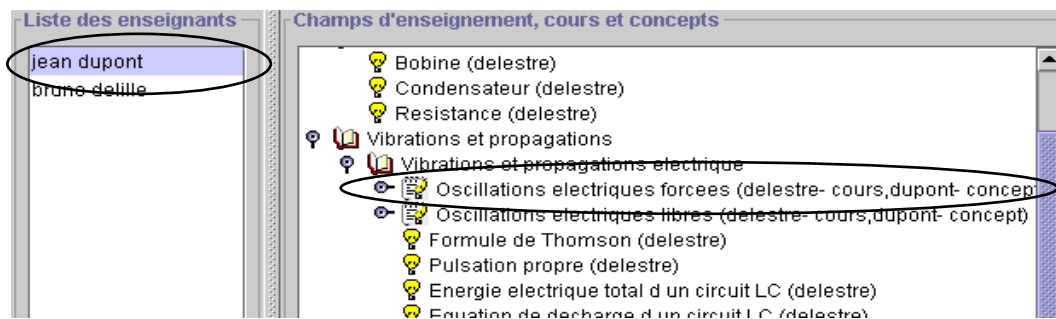 Liste des enseignants
jean dupont
bruno delille
Champs d'enseignement, cours et concepts
Bobine (delestre)
Condensateur (delestre)
Resistance (delestre)
Vibrations et propagations
Vibrations et propagations electrique
Oscillations electriques forcees (delestre- cours,dupont- concept
Oscillations electriques libres (delestre- cours,dupont- concept)
Formule de Thomson (delestre)
Pulsation propre (delestre)
Energie electrique total d un circuit LC (delestre)
Equation de decharge d un circuit LC (delestre)